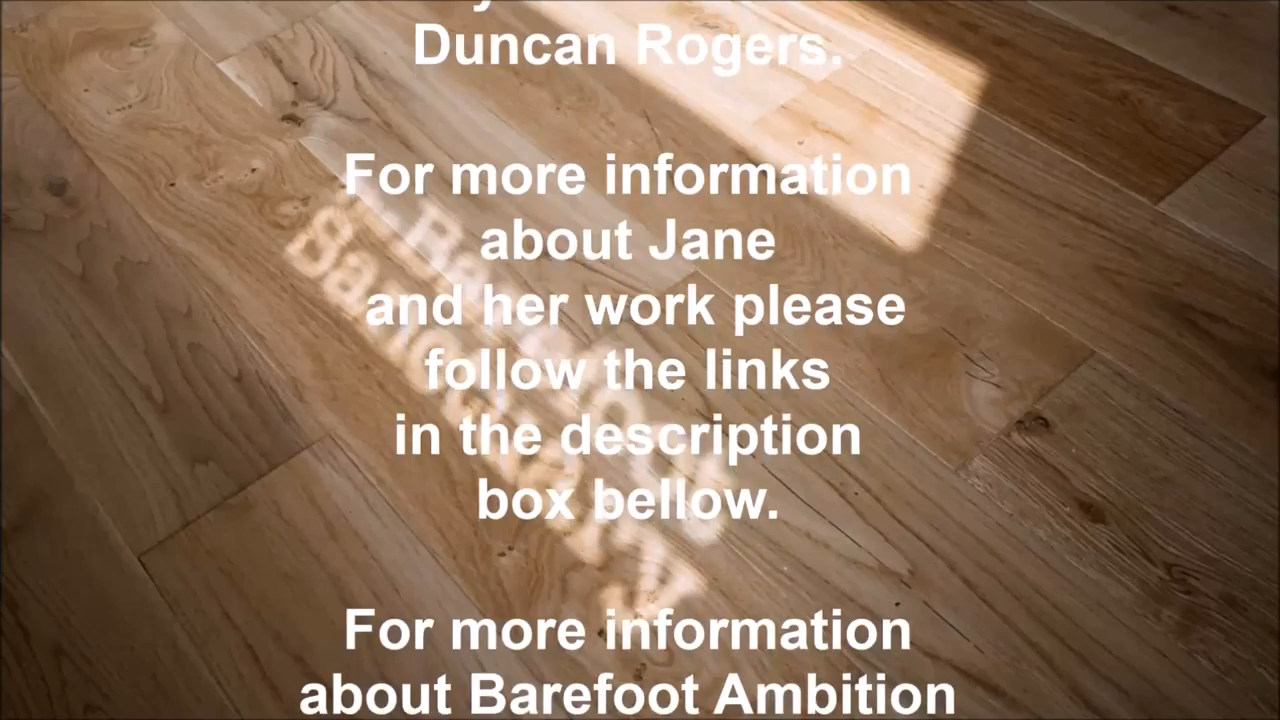 Duncan Rogers.
For more information
about Jane
and her work please
follow the links
in the description
box bellow.
For more information
about Barefoot Ambition